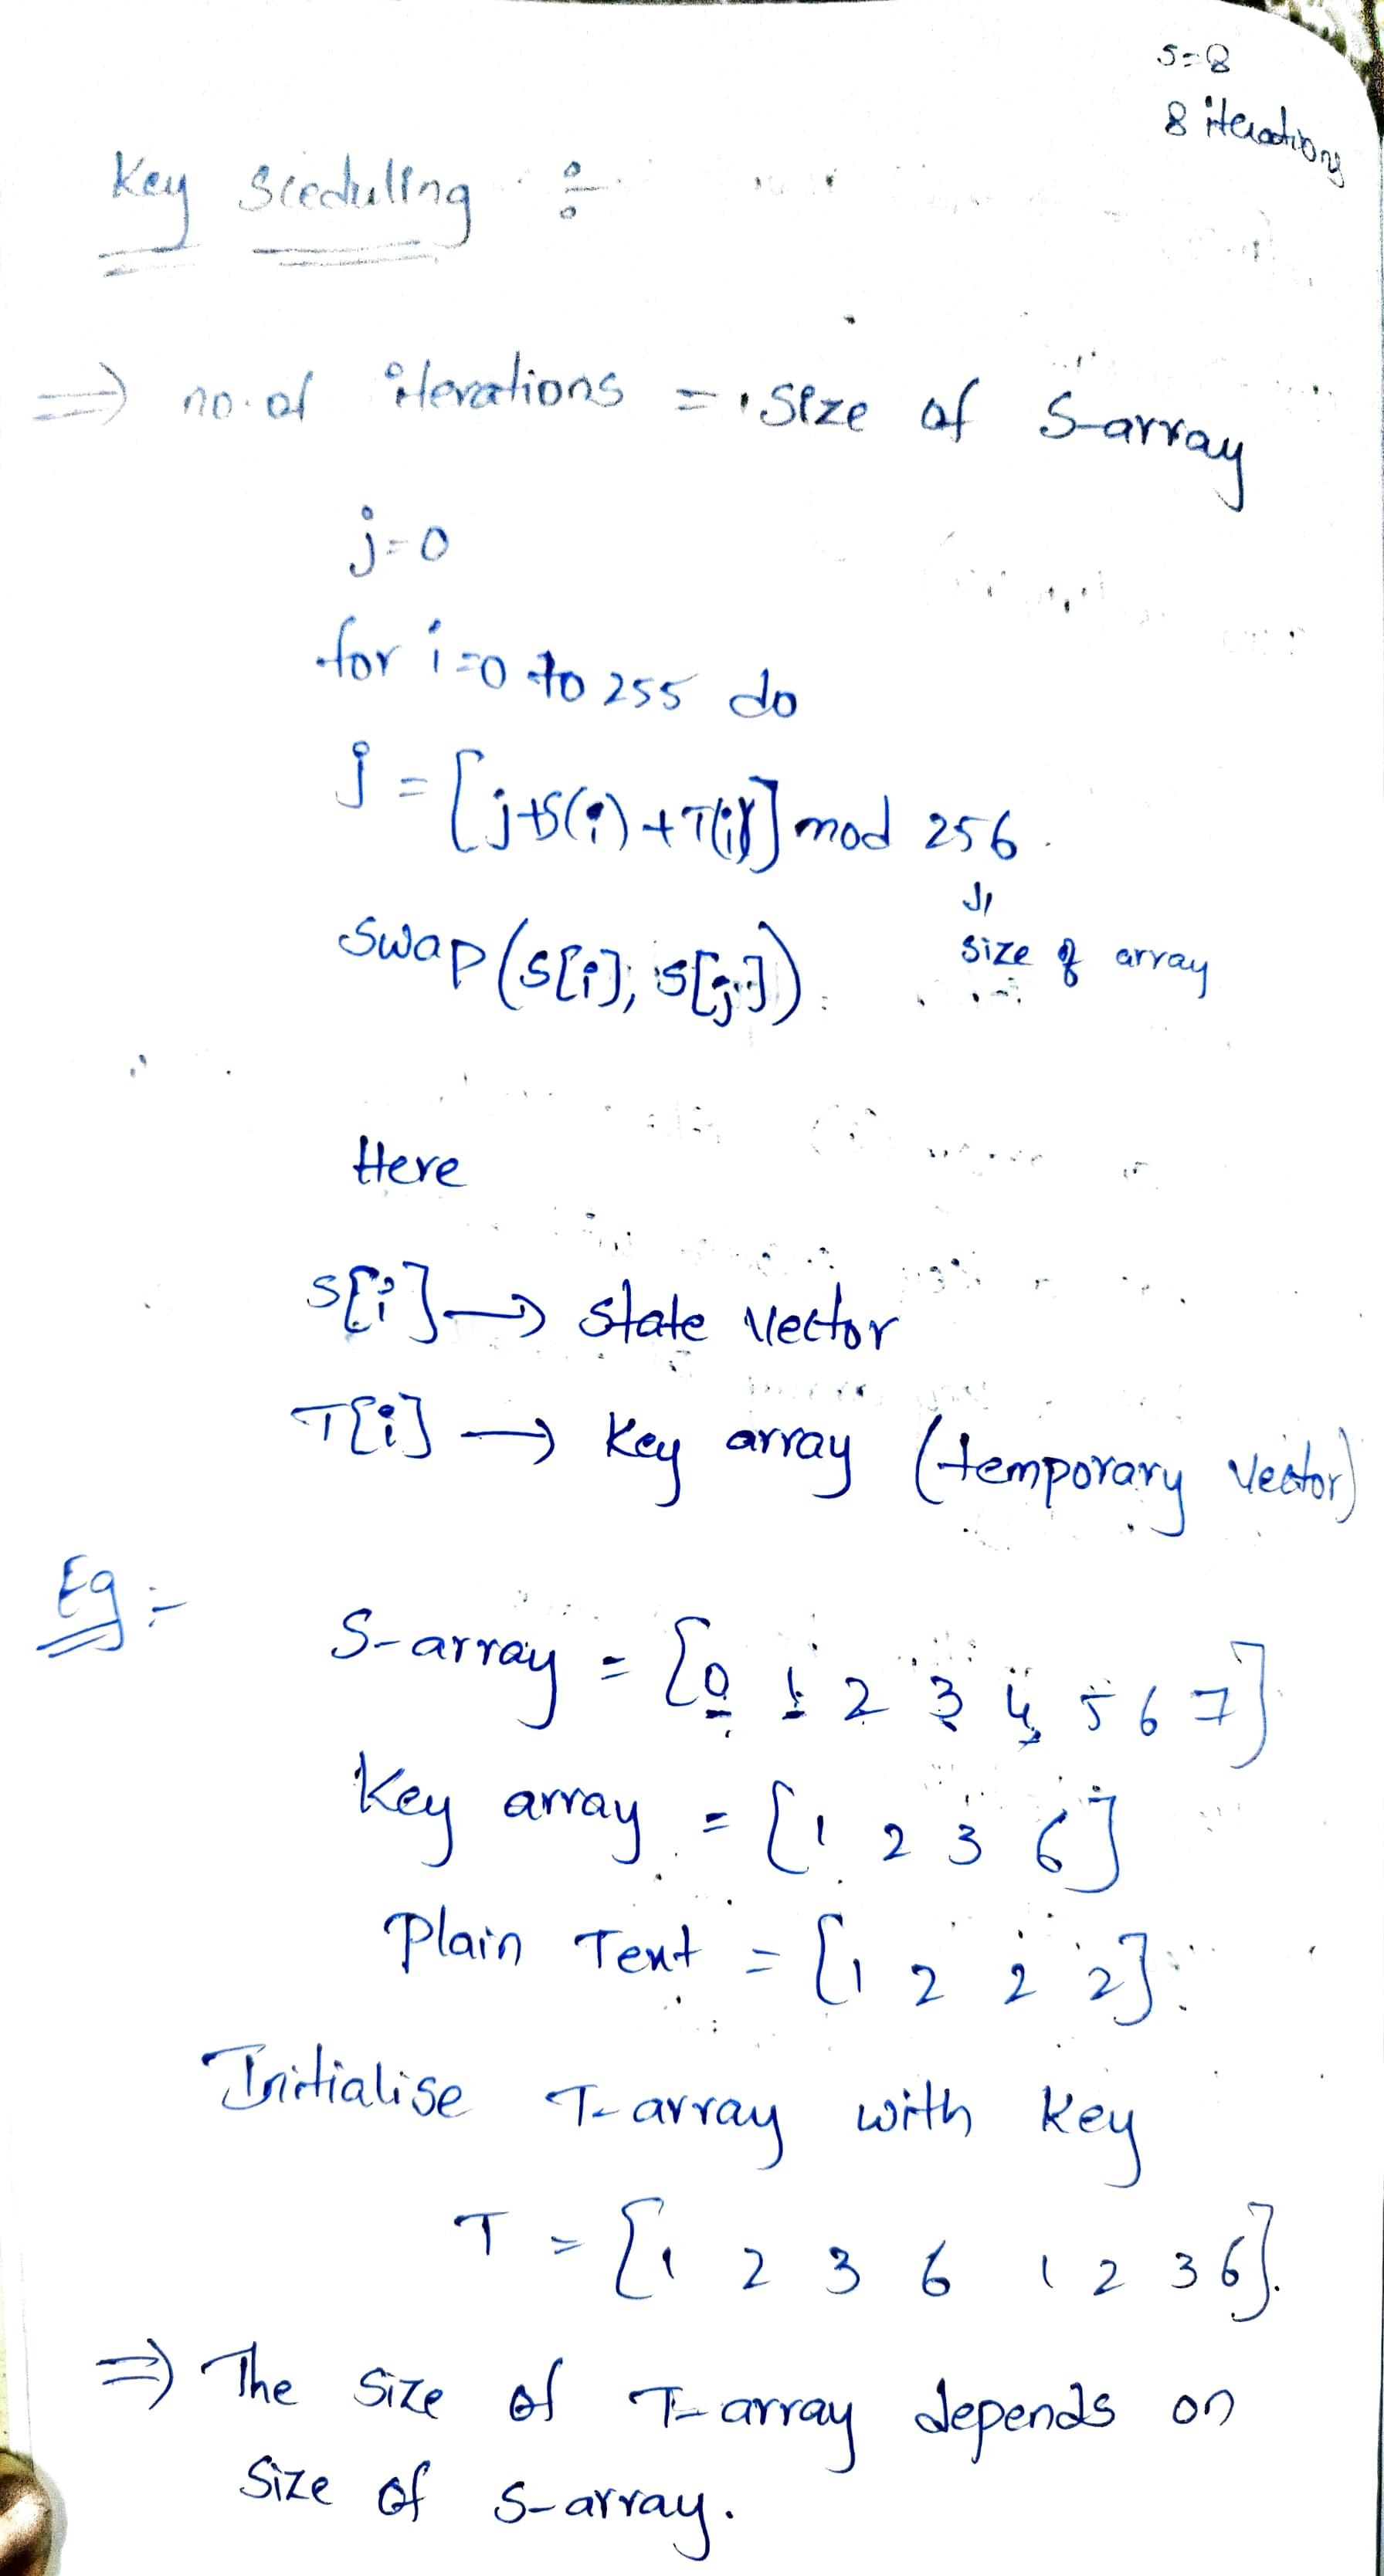 S=8
8 iterations
Key Sceduling :
⇒ no. of iterations = size of S-array
j=0
for i=0 to 255 do
j = [j+S(i)+T(i)] mod 256
size of array
Swap(S[i], S[j])
Here
S[i] → State Vector
T[i] → Key array (temporary Vector)
Eg :-
S-array = [0 1 2 3 4 5 6 7]
Key array = [1 2 3 6]
Plain Text = [1 2 2 2]
Initialise T-array with Key
T = [1 2 3 6 1 2 3 6].
⇒ The Size of T-array depends on
Size of S-array.